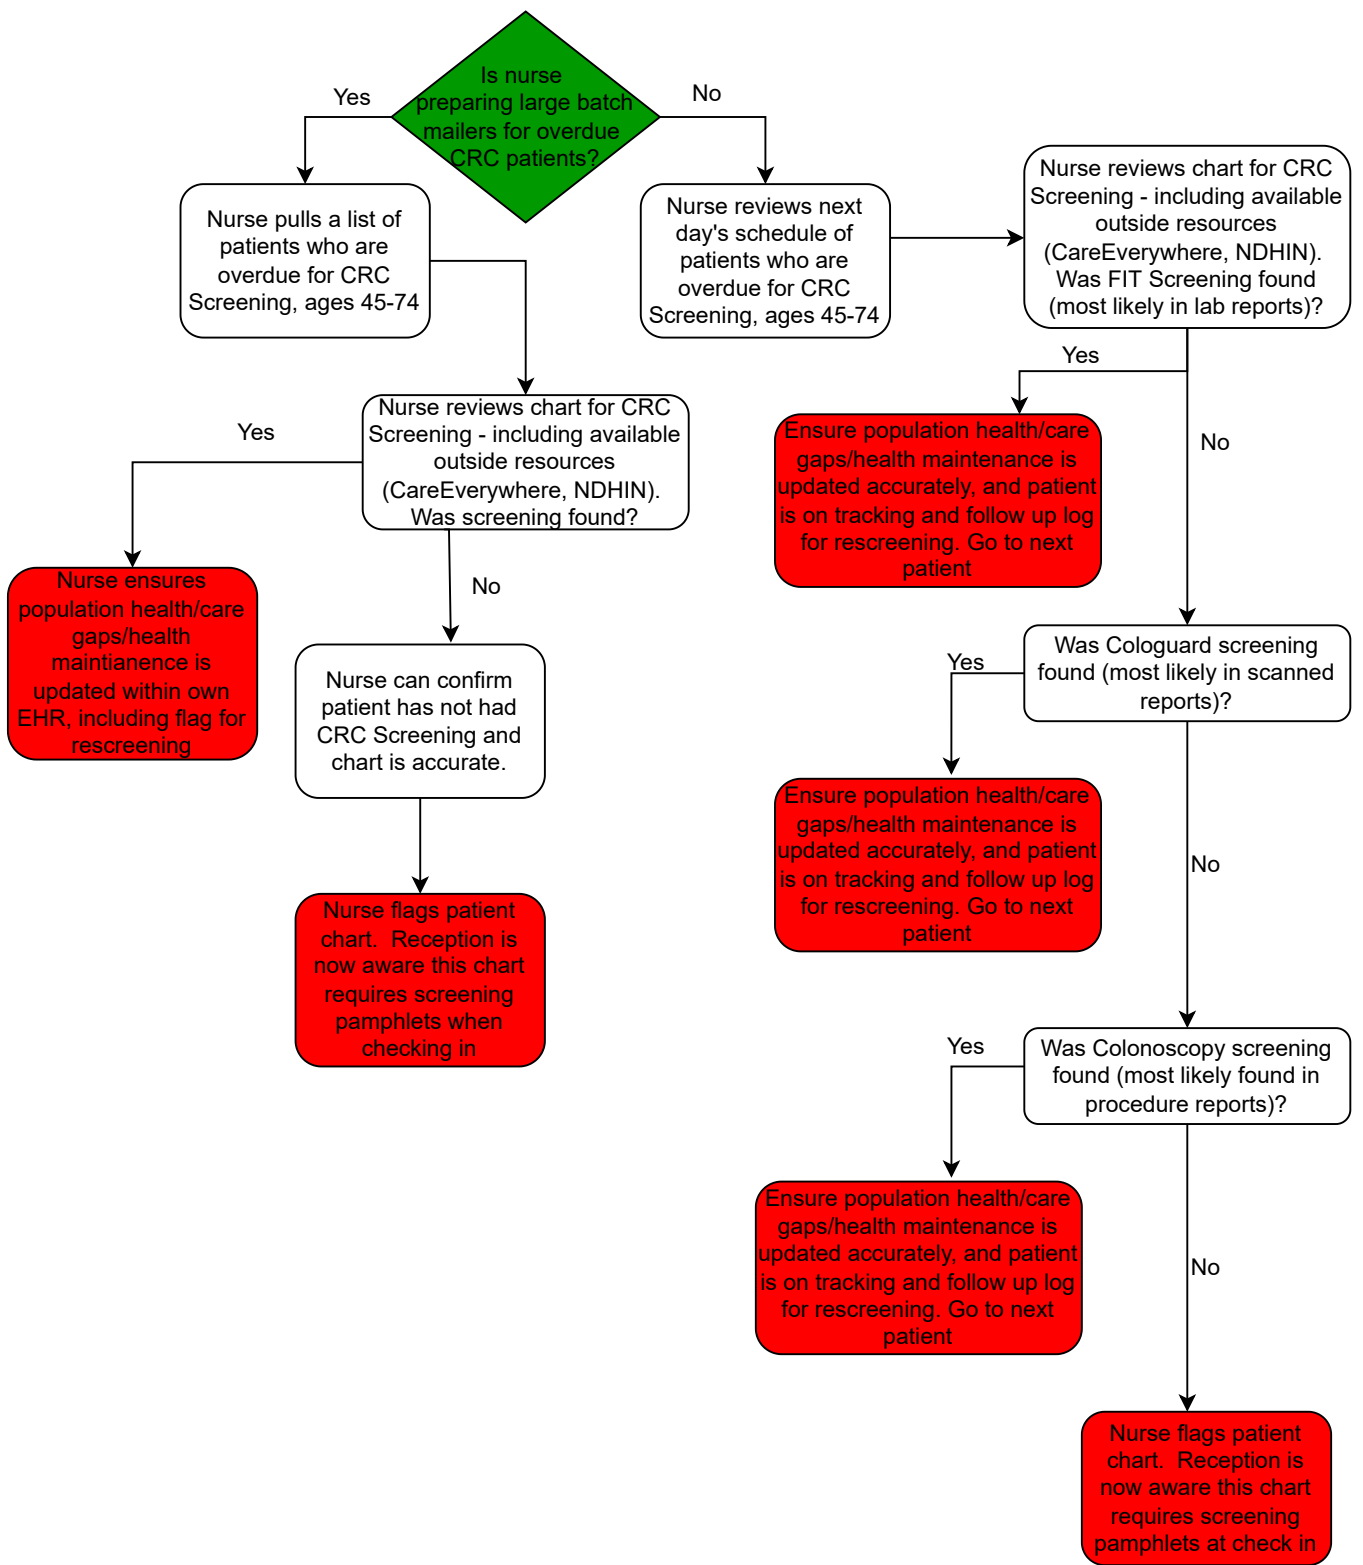 Is nurse
preparing large batch
mailers for overdue
CRC patients?
Yes
No
Nurse pulls a list of
patients who are
overdue for CRC
Screening, ages 45-74
Nurse reviews next
day's schedule of
patients who are
overdue for CRC
Screening, ages 45-74
Nurse reviews chart for CRC
Screening - including available
outside resources
(CareEverywhere, NDHIN).
Was FIT Screening found
(most likely in lab reports)?
Yes
No
Ensure population health/care
gaps/health maintenance is
updated accurately, and patient
is on tracking and follow up log
for rescreening. Go to next
patient
Nurse reviews chart for CRC
Screening - including available
outside resources
(CareEverywhere, NDHIN).
Was screening found?
Yes
No
Nurse ensures
population health/care
gaps/health
maintianence is
updated within own
EHR, including flag for
rescreening
Nurse can confirm
patient has not had
CRC Screening and
chart is accurate.
Nurse flags patient
chart.  Reception is
now aware this chart
requires screening
pamphlets when
checking in
Was Cologuard screening
found (most likely in scanned
reports)?
Yes
No
Ensure population health/care
gaps/health maintenance is
updated accurately, and patient
is on tracking and follow up log
for rescreening. Go to next
patient
Was Colonoscopy screening
found (most likely found in
procedure reports)?
Yes
No
Ensure population health/care
gaps/health maintenance is
updated accurately, and patient
is on tracking and follow up log
for rescreening. Go to next
patient
Nurse flags patient
chart.  Reception is
now aware this chart
requires screening
pamphlets at check in